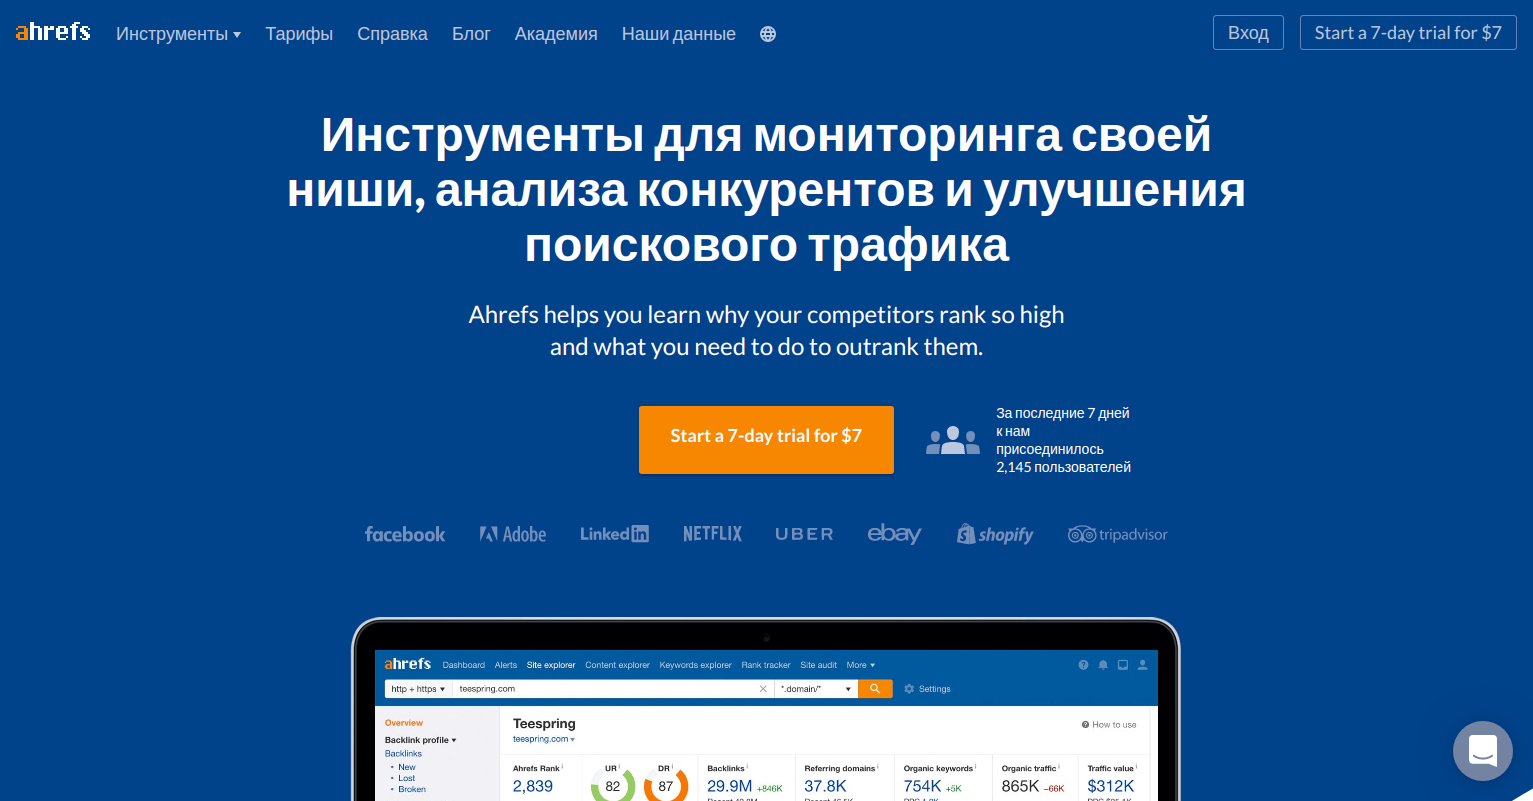 ahrefs Инструменты Тарифы Справка Блог Академия Наши данные Вход Start a 7-day trial for $7
Инструменты для мониторинга своей
ниши, анализа конкурентов и улучшения
поискового трафика
Ahrefs helps you learn why your competitors rank so high
and what you need to do to outrank them.
Start a 7-day trial for $7
За последние 7 дней
к нам
присоединилось
2,145 пользователей
facebook Adobe Linkedin NETFLIX UBER ebay shopify tripadvisor
ahrefs Dashboard Alerts Site explorer Content explorer Keywords explorer Rank tracker Site audit More
http + https teespring.com *.domain/* Settings
Overview
Backlink profile
Backlinks
• New
• Lost
• Broken
Teespring
How to use
teespring.com
Ahrefs Rank UR DR Backlinks Referring domains Organic keywords Organic traffic Traffic value
2,839 82 87 29.9M +846K 37.8K 754K +5K 865K −66K $312K